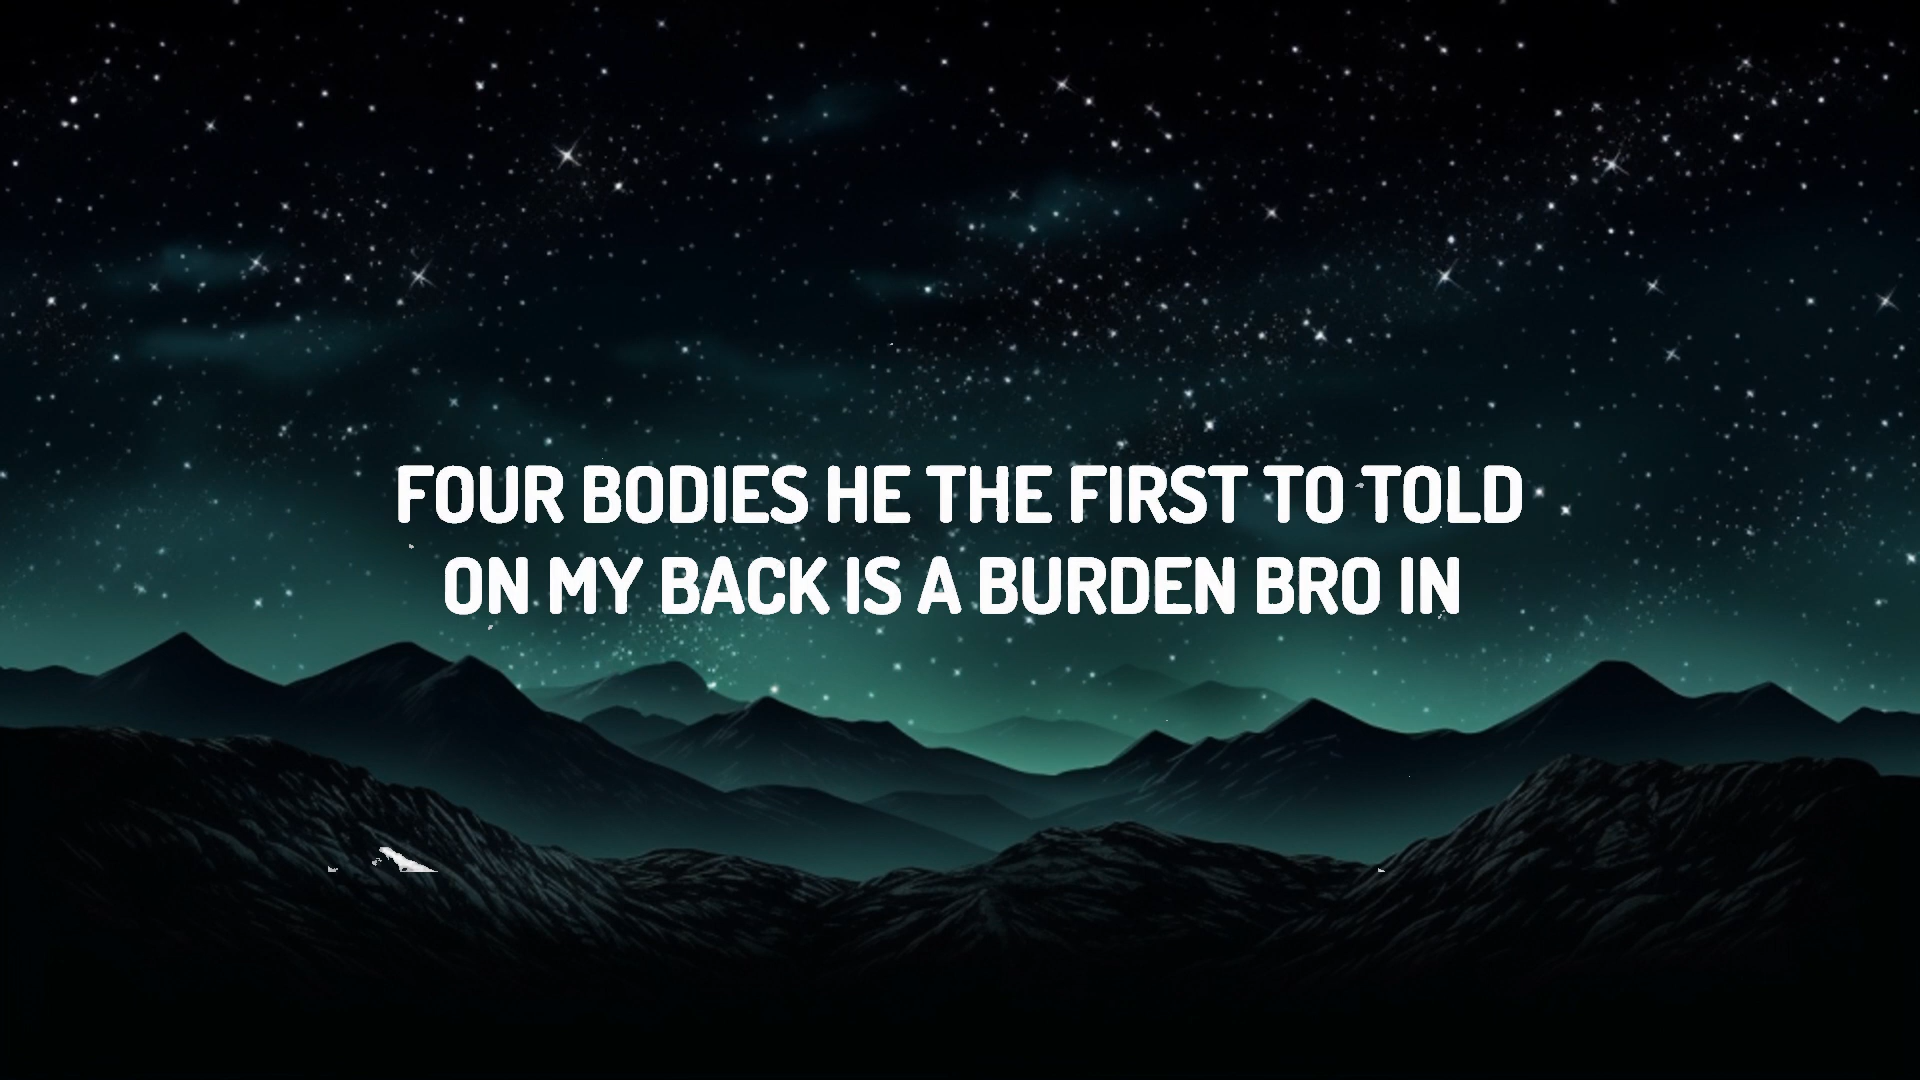 FOUR BODIES HE THE FIRST TO TOLD
ON MY BACK IS A BURDEN BRO IN